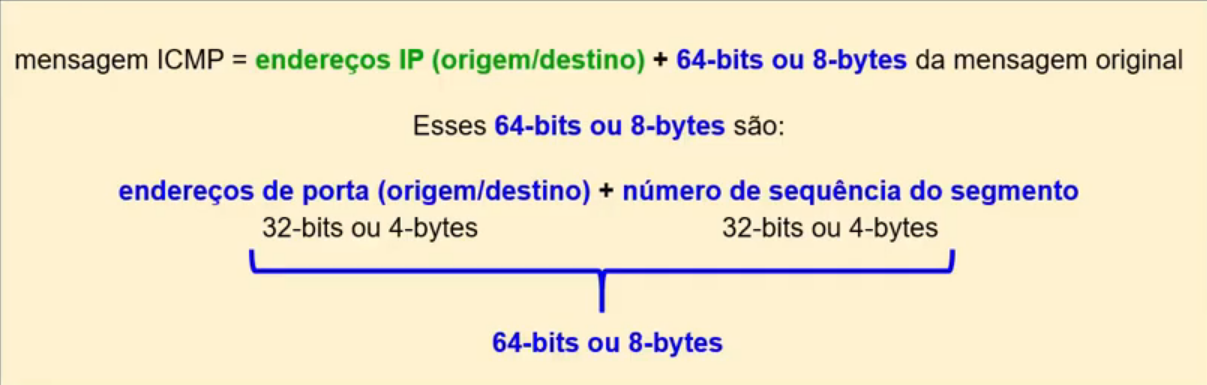 mensagem ICMP = endereços IP (origem/destino) + 64-bits ou 8-bytes da mensagem original
Esses 64-bits ou 8-bytes são:
endereços de porta (origem/destino) + número de sequência do segmento
32-bits ou 4-bytes 32-bits ou 4-bytes
64-bits ou 8-bytes